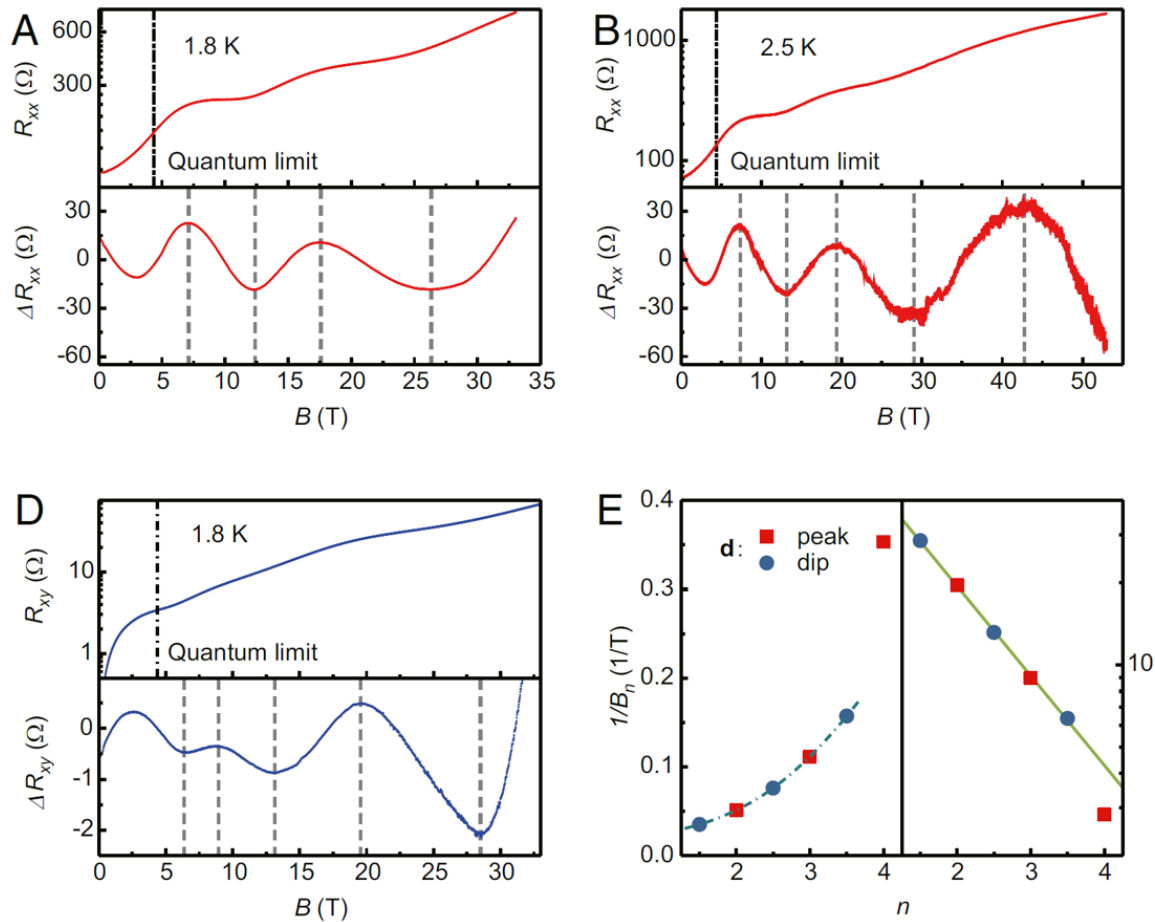 A
600
300
R_xx (Ω)
1.8 K
Quantum limit
30
0
-30
-60
ΔR_xx (Ω)
0 5 10 15 20 25 30 35
B (T)
B
1000
100
R_xx (Ω)
2.5 K
Quantum limit
30
0
-30
-60
ΔR_xx (Ω)
0 10 20 30 40 50
B (T)
D
10
1
R_xy (Ω)
1.8 K
Quantum limit
0
-1
-2
ΔR_xy (Ω)
0 5 10 15 20 25 30
B (T)
E
0.4
0.3
0.2
0.1
0.0
1/B_n (1/T)
d: peak
dip
10
2 3 4 2 3 4
n